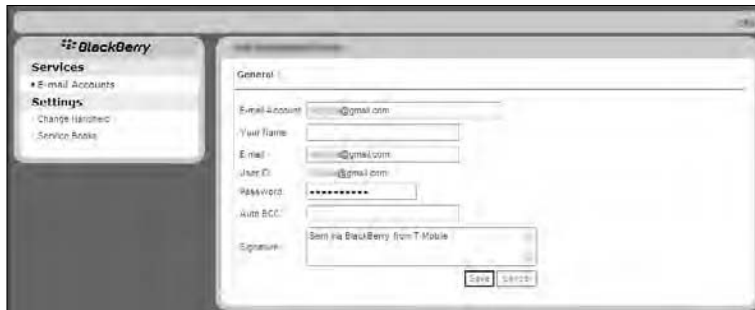 BlackBerry
Services
E-mail Accounts
Settings
Change Handheld
Service Books
General
E-mail Account: @gmail.com
Your Name:
E-mail: @gmail.com
User ID: @gmail.com
Password: ••••••••••
Auto BCC:
Signature: Sent via BlackBerry from T-Mobile
Save Cancel